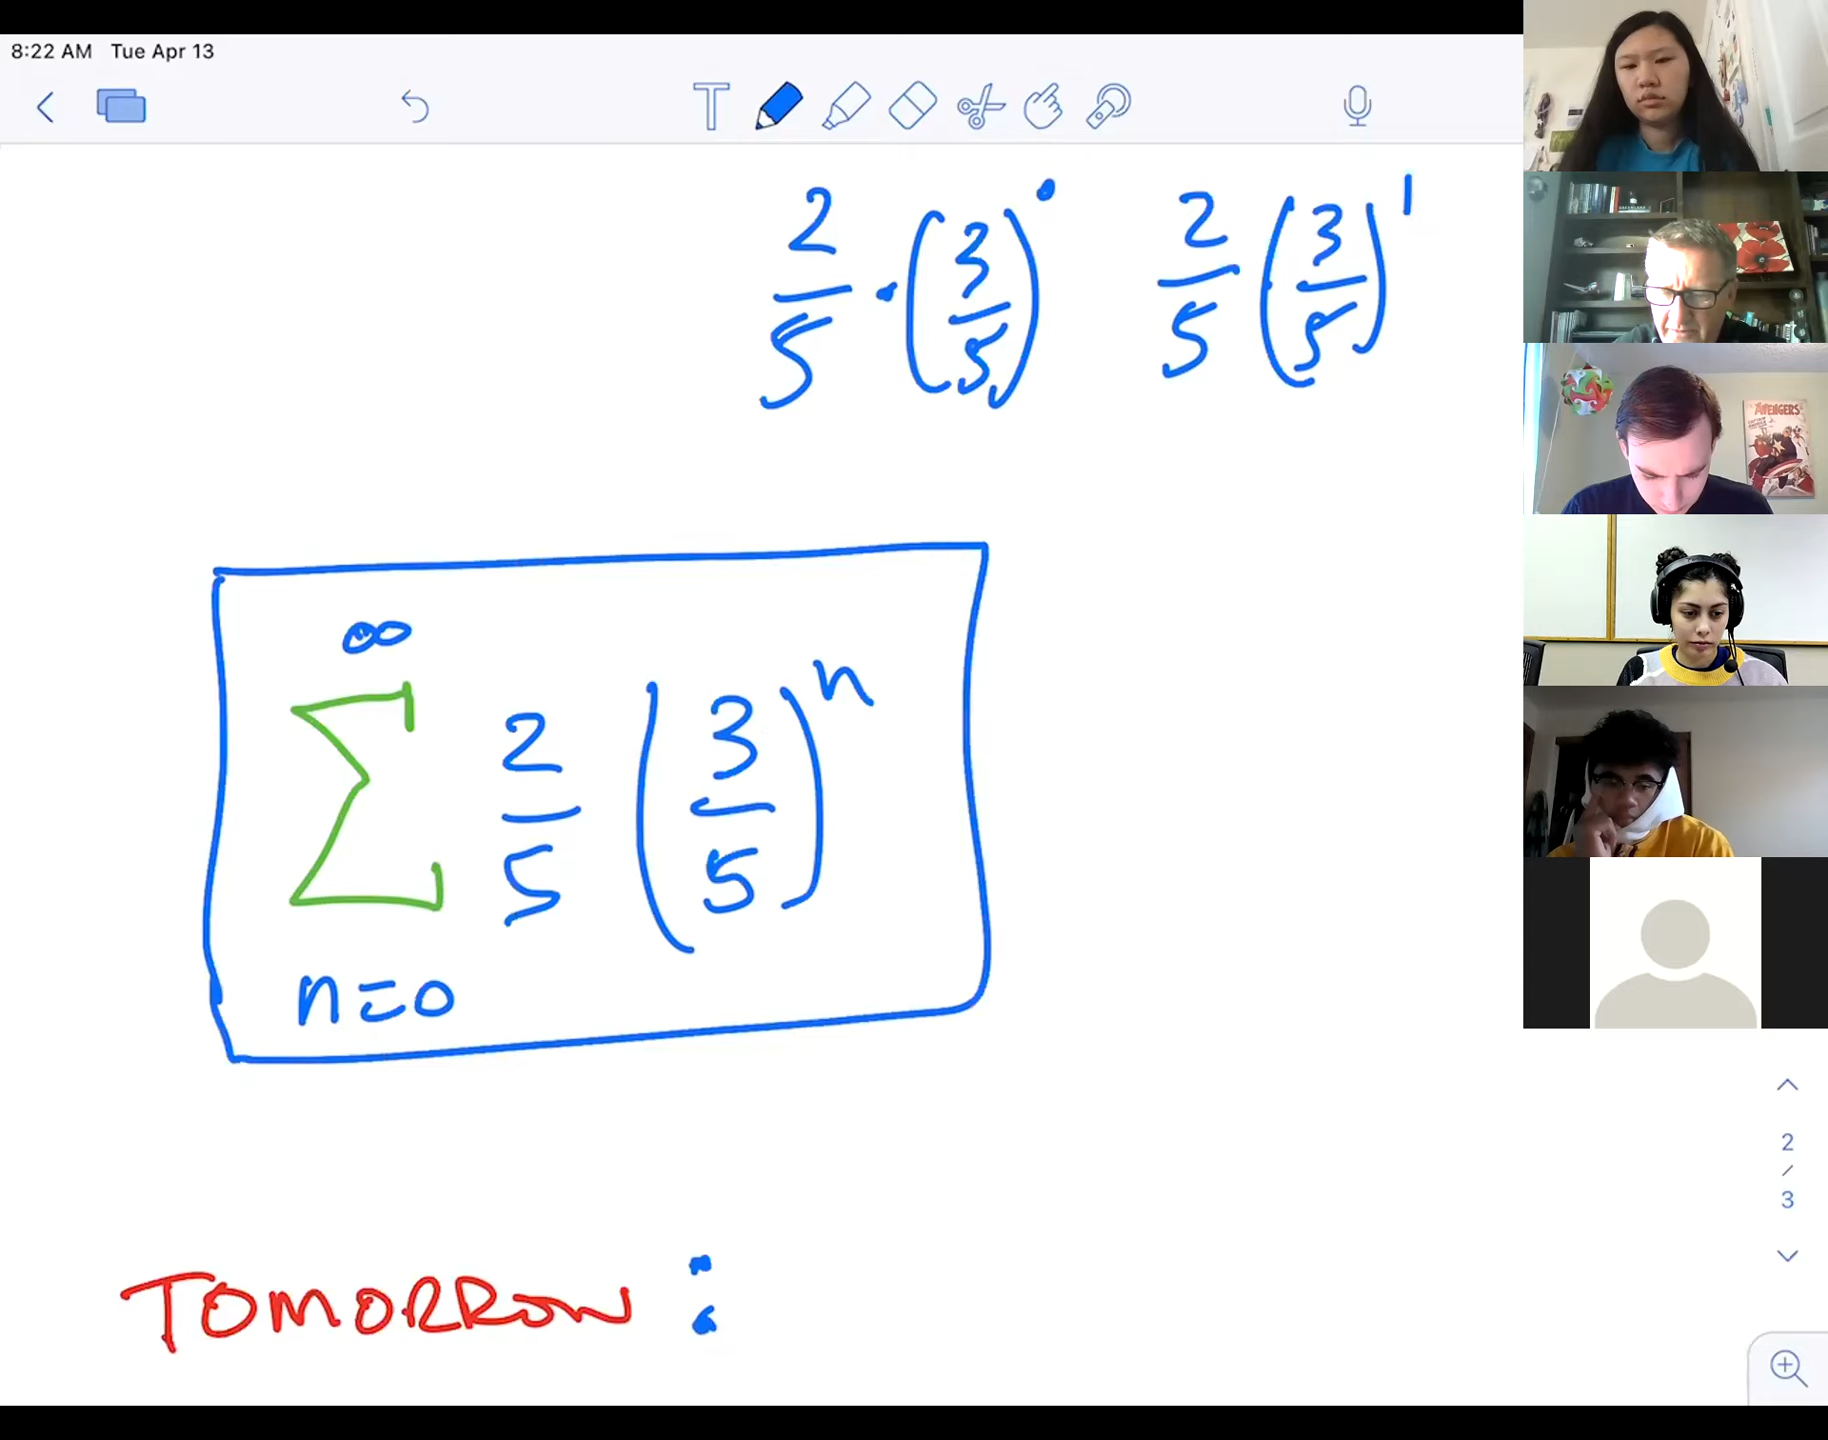 8:22 AM Tue Apr 13
2/5 · (3/5)^0 2/5 (3/5)^1
∞
Σ 2/5 (3/5)^n
n=0
TOMORROW :
AVENGERS
2
/
3